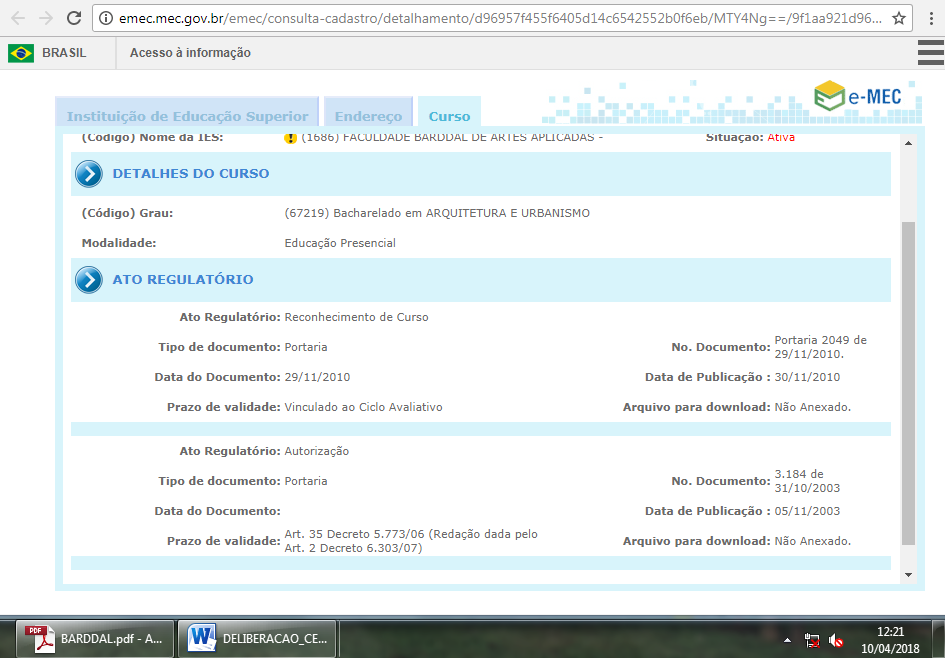 emec.mec.gov.br/emec/consulta-cadastro/detalhamento/d96957f455f6405d14c6542552b0f6eb/MTY4Ng==/9f1aa921d96...
BRASIL Acesso à informação
e-MEC
Instituição de Educação Superior Endereço Curso
(Código) Nome da IES: (1686) FACULDADE BARDDAL DE ARTES APLICADAS - Situação: Ativa
DETALHES DO CURSO
(Código) Grau: (67219) Bacharelado em ARQUITETURA E URBANISMO
Modalidade: Educação Presencial
ATO REGULATÓRIO
Ato Regulatório: Reconhecimento de Curso
Tipo de documento: Portaria No. Documento: Portaria 2049 de
29/11/2010.
Data do Documento: 29/11/2010 Data de Publicação : 30/11/2010
Prazo de validade: Vinculado ao Ciclo Avaliativo Arquivo para download: Não Anexado.
Ato Regulatório: Autorização
Tipo de documento: Portaria No. Documento: 3.184 de
31/10/2003
Data do Documento: Data de Publicação : 05/11/2003
Prazo de validade: Art. 35 Decreto 5.773/06 (Redação dada pelo
Art. 2 Decreto 6.303/07) Arquivo para download: Não Anexado.
PDF BARDDAL.pdf - A... W DELIBERACAO_CE... 12:21
10/04/2018